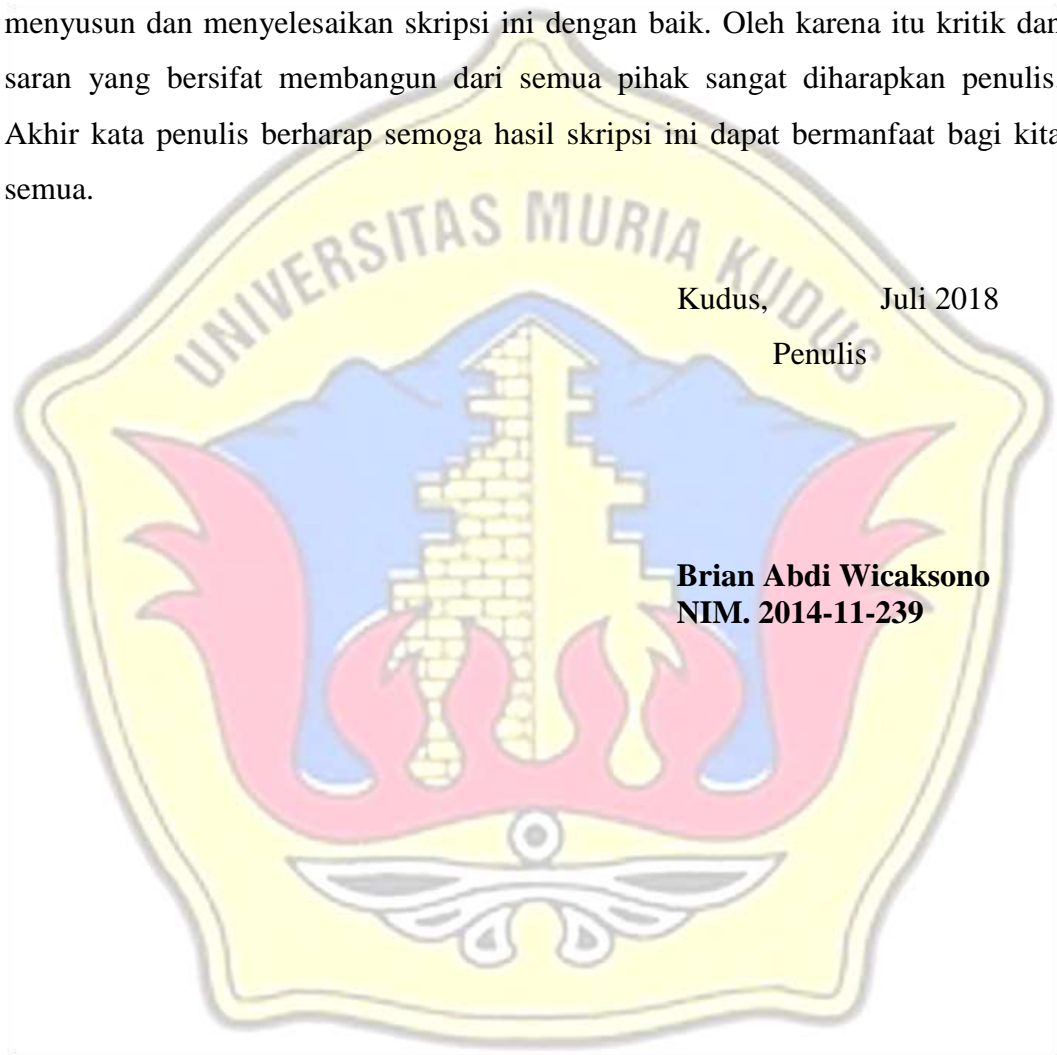 menyusun dan menyelesaikan skripsi ini dengan baik. Oleh karena itu kritik dan
saran yang bersifat membangun dari semua pihak sangat diharapkan penulis.
Akhir kata penulis berharap semoga hasil skripsi ini dapat bermanfaat bagi kita
semua.
UNIVERSITAS MURIA KUDUS
Kudus, Juli 2018
Penulis
Brian Abdi Wicaksono
NIM. 2014-11-239